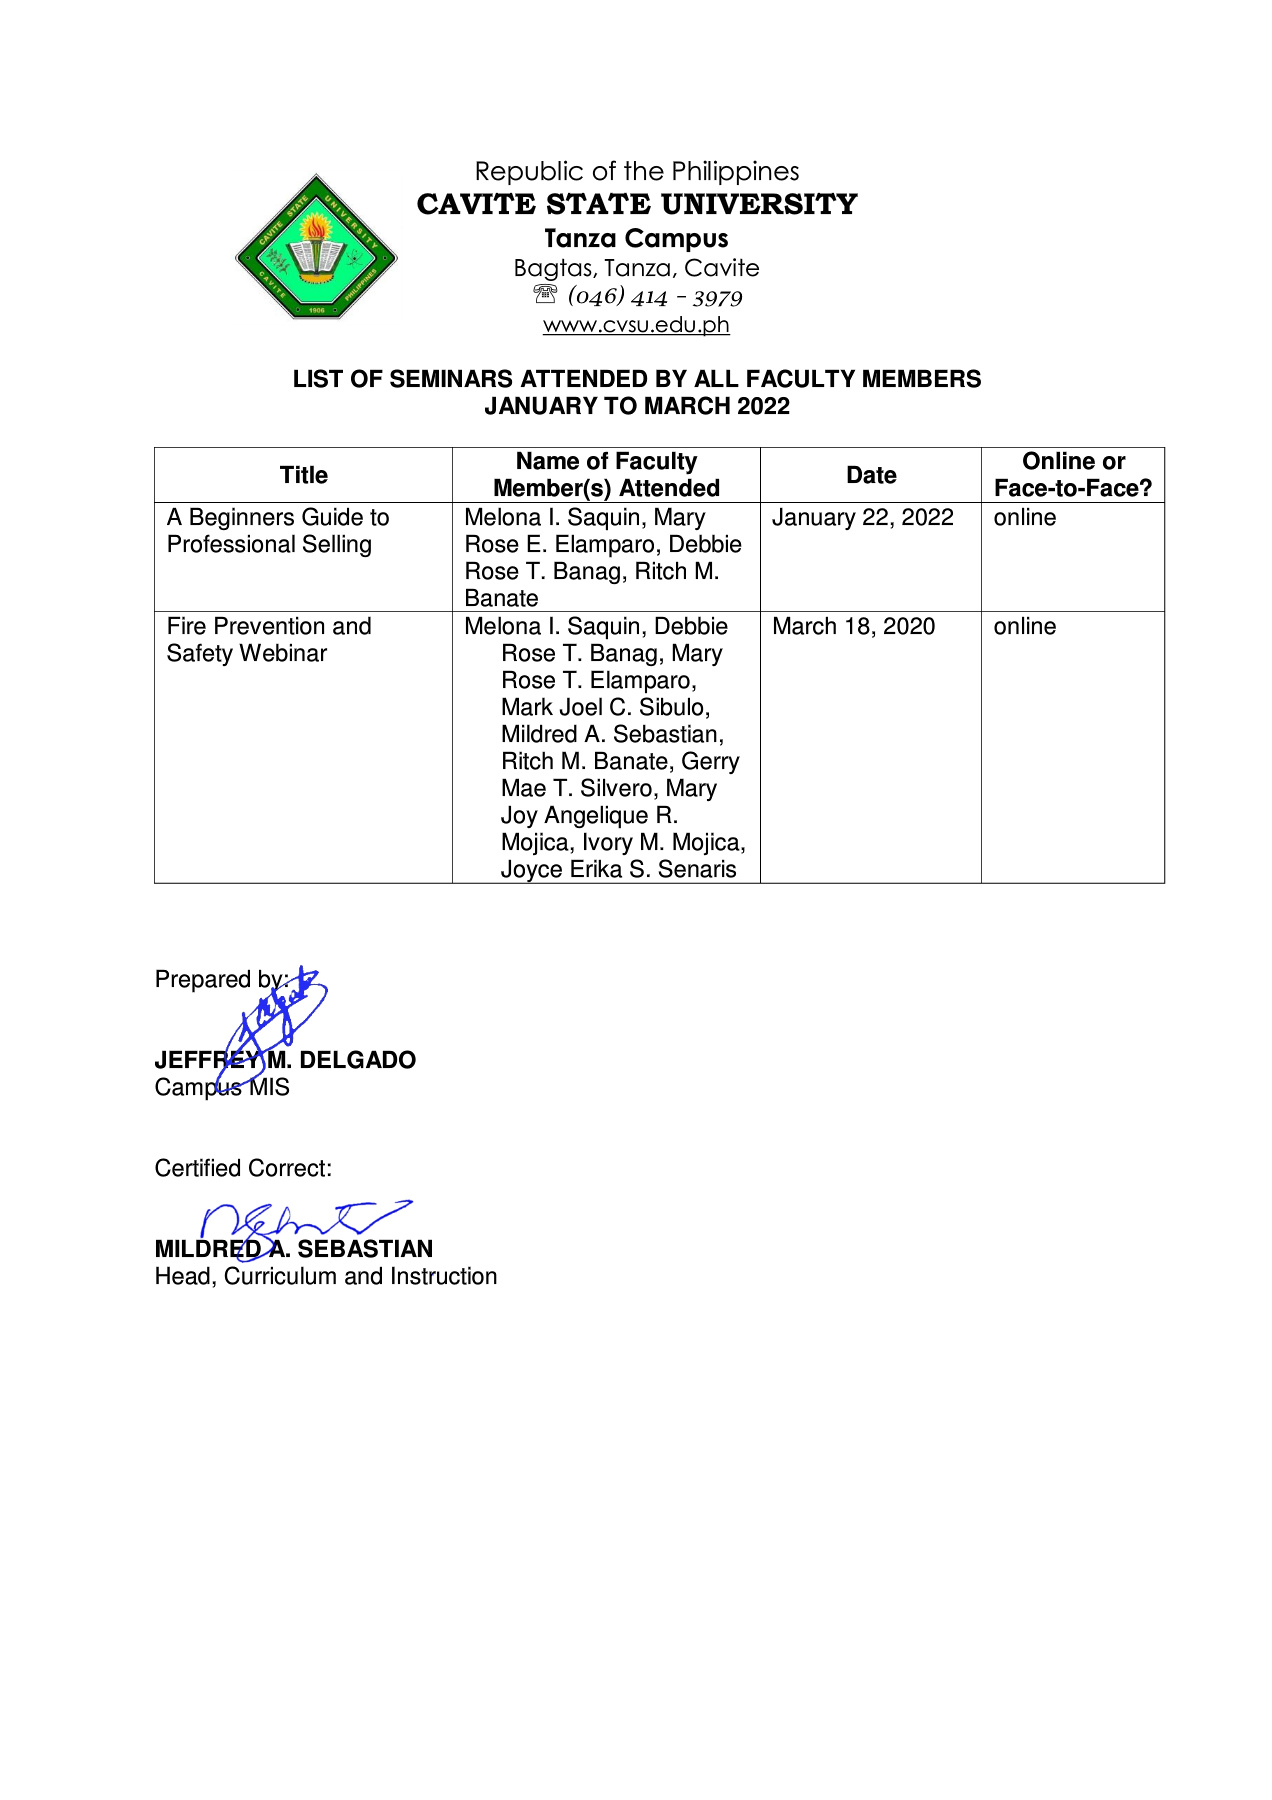 Republic of the Philippines
CAVITE STATE UNIVERSITY
Tanza Campus
Bagtas, Tanza, Cavite
☏ (046) 414 – 3979
www.cvsu.edu.ph
CAVITE STATE UNIVERSITY
CAVITE PHILIPPINES
1906
LIST OF SEMINARS ATTENDED BY ALL FACULTY MEMBERS
JANUARY TO MARCH 2022
Title
Name of Faculty
Member(s) Attended
Date
Online or
Face-to-Face?
A Beginners Guide to
Professional Selling
Melona I. Saquin, Mary
Rose E. Elamparo, Debbie
Rose T. Banag, Ritch M.
Banate
January 22, 2022
online
Fire Prevention and
Safety Webinar
Melona I. Saquin, Debbie
Rose T. Banag, Mary
Rose T. Elamparo,
Mark Joel C. Sibulo,
Mildred A. Sebastian,
Ritch M. Banate, Gerry
Mae T. Silvero, Mary
Joy Angelique R.
Mojica, Ivory M. Mojica,
Joyce Erika S. Senaris
March 18, 2020
online
Prepared by:
JEFFREY M. DELGADO
Campus MIS
Certified Correct:
MILDRED A. SEBASTIAN
Head, Curriculum and Instruction